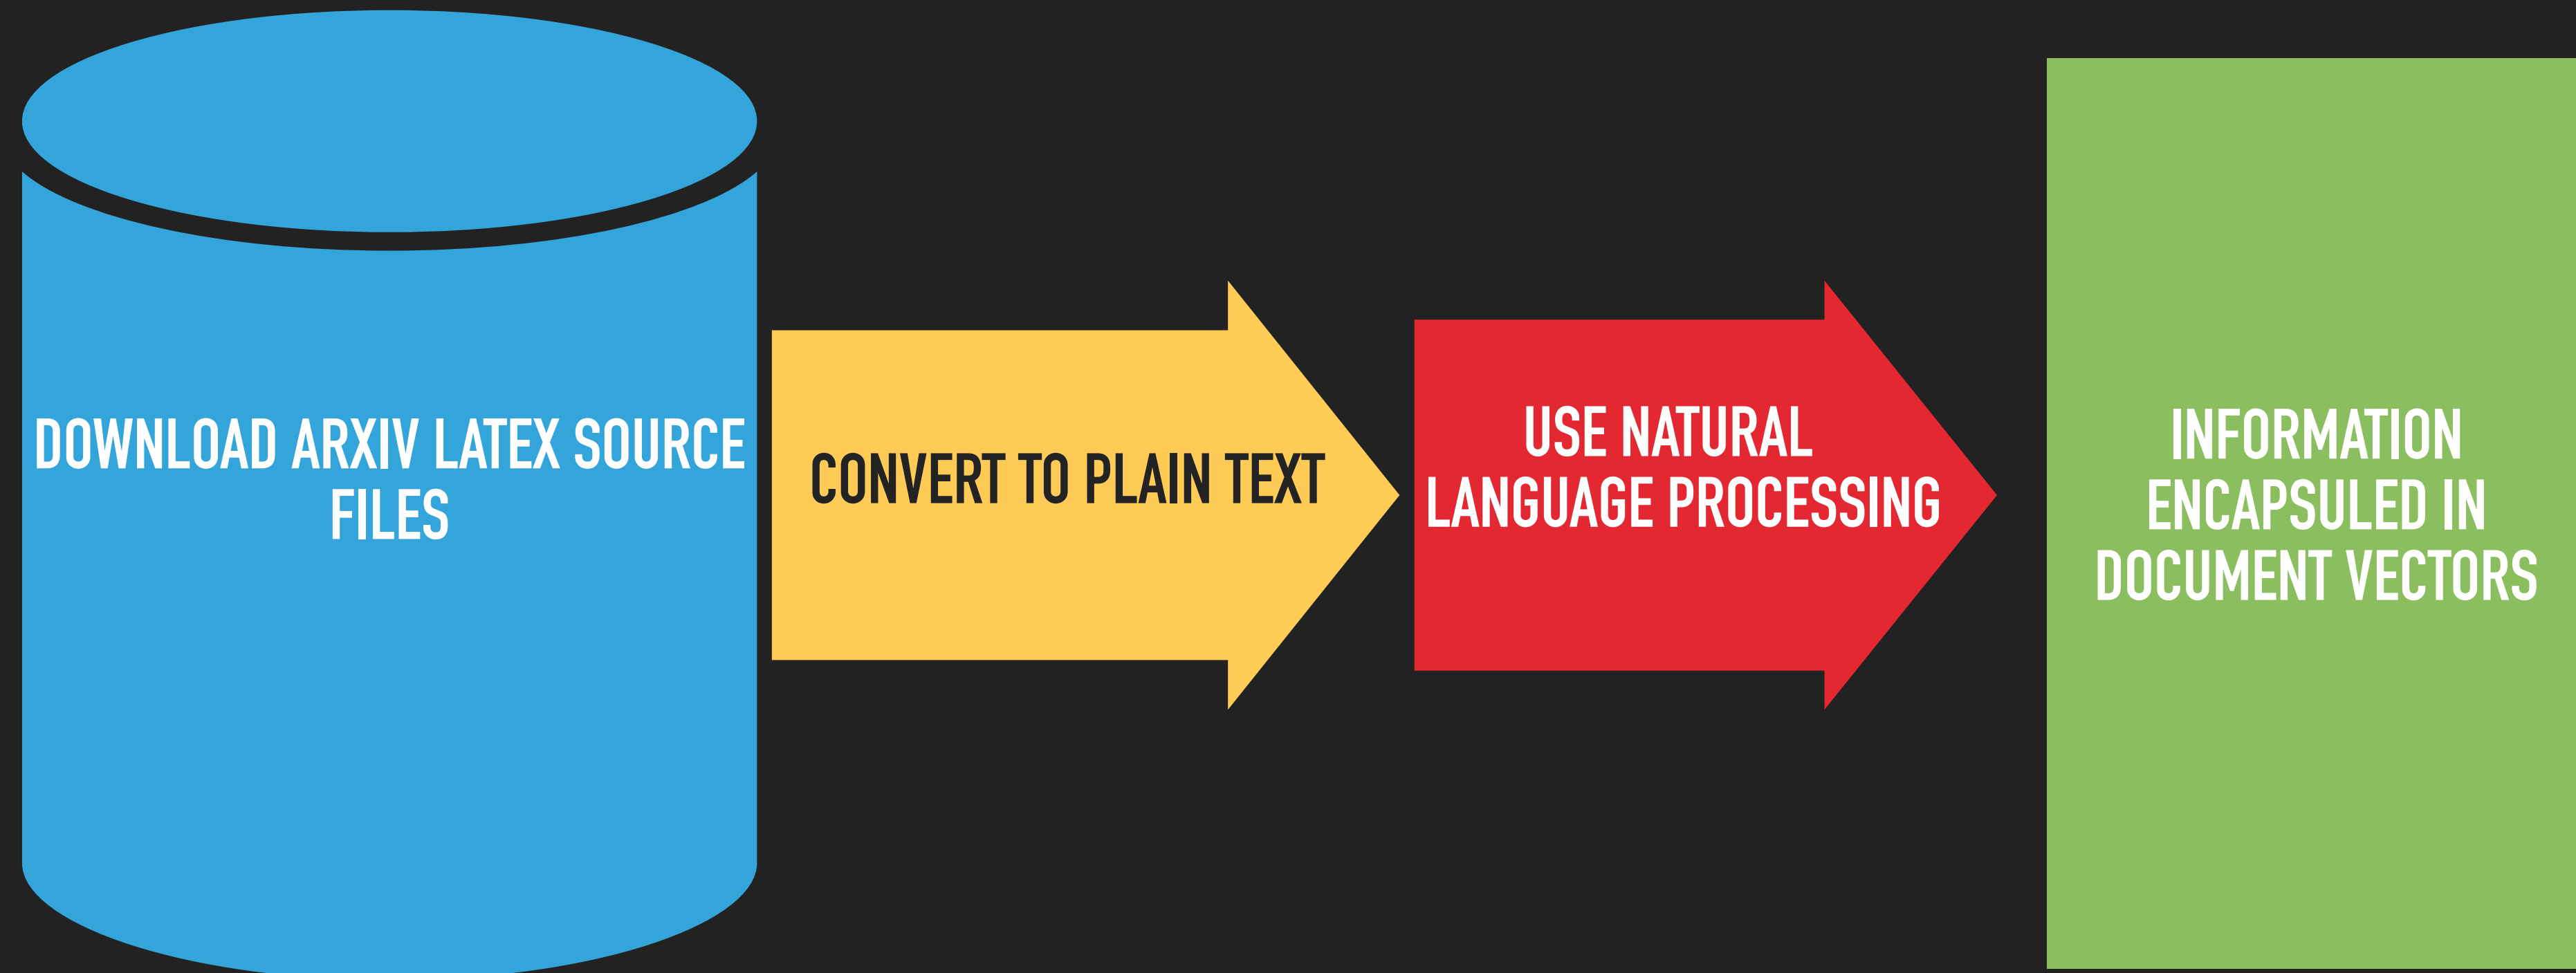 DOWNLOAD ARXIV LATEX SOURCE
FILES
CONVERT TO PLAIN TEXT
USE NATURAL
LANGUAGE PROCESSING
INFORMATION
ENCAPSULED IN
DOCUMENT VECTORS